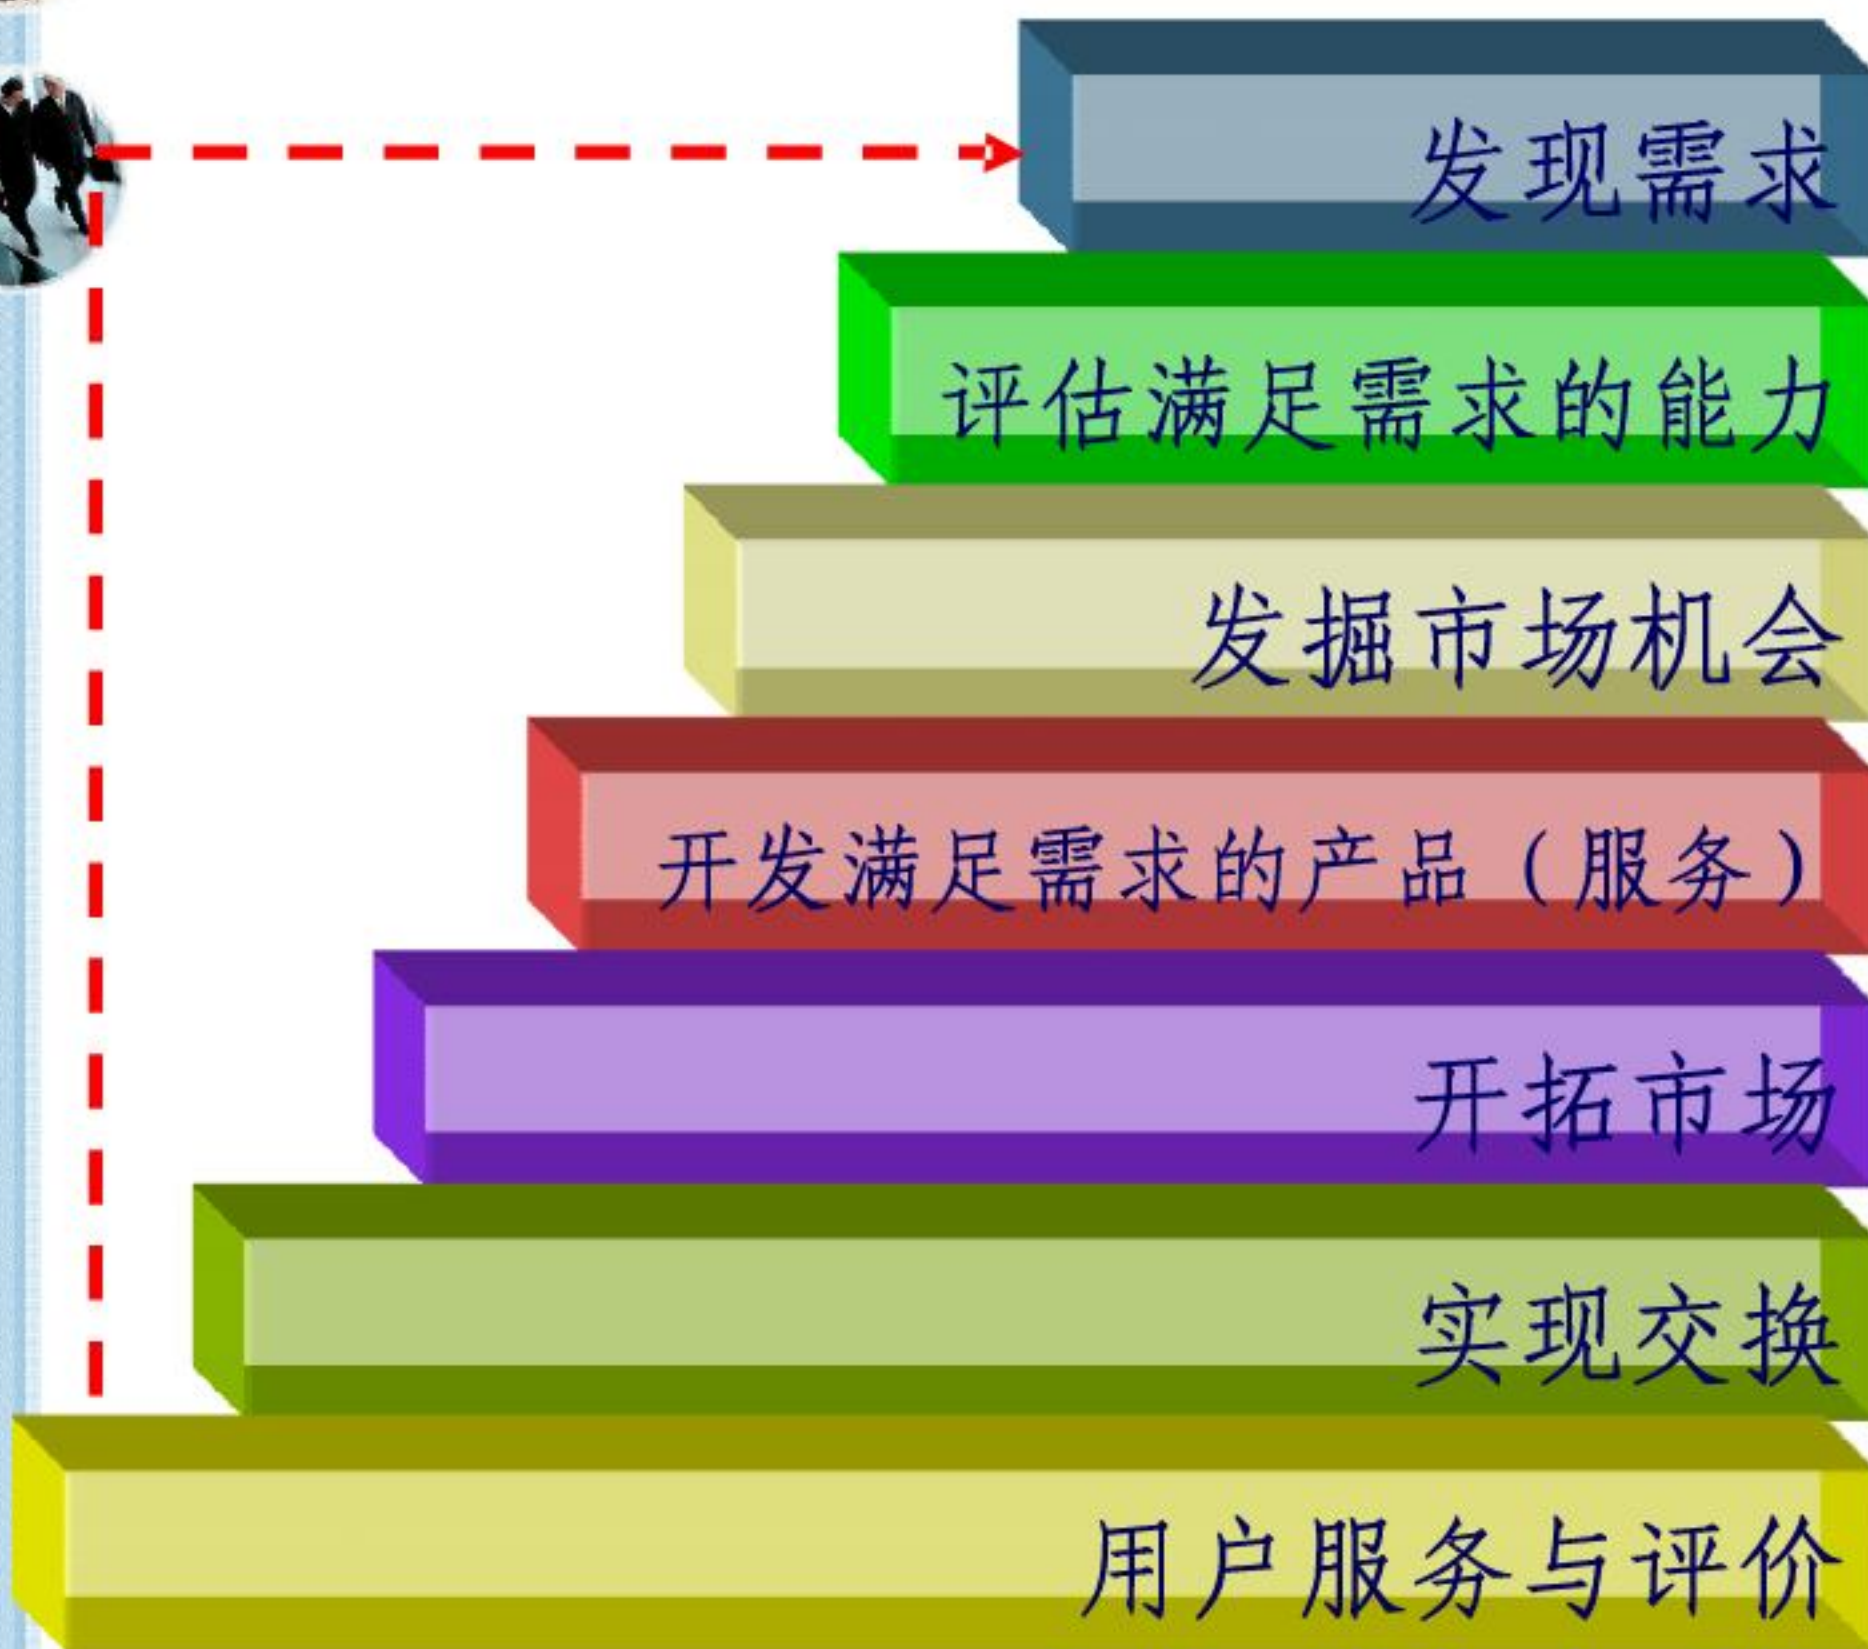 发现需求
评估满足需求的能力
发掘市场机会
开发满足需求的产品（服务）
开拓市场
实现交换
用户服务与评价